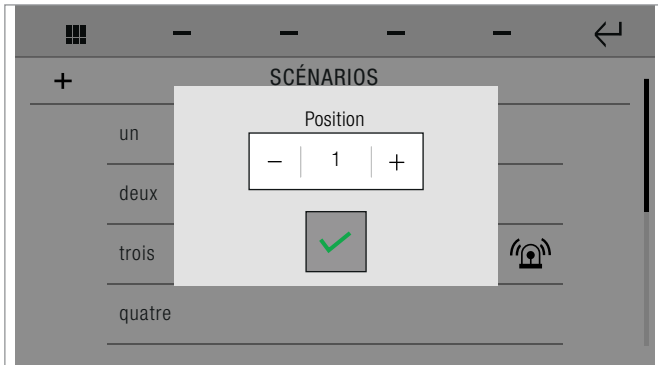 + SCÉNARIOS
Position
− 1 +
un
deux
trois
quatre